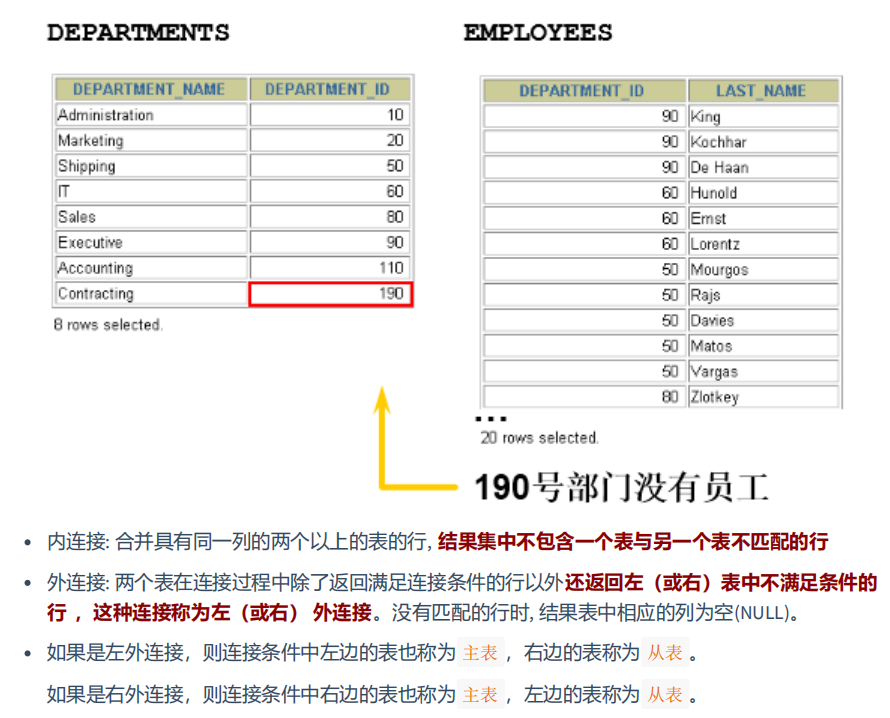 DEPARTMENTS
DEPARTMENT_NAME DEPARTMENT_ID
Administration 10
Marketing 20
Shipping 50
IT 60
Sales 80
Executive 90
Accounting 110
Contracting 190
8 rows selected.
EMPLOYEES
DEPARTMENT_ID LAST_NAME
90 King
90 Kochhar
90 De Haan
60 Hunold
60 Ernst
60 Lorentz
50 Mourgos
50 Rajs
50 Davies
50 Matos
50 Vargas
80 Zlotkey
...
20 rows selected.
190号部门没有员工
• 内连接: 合并具有同一列的两个以上的表的行, 结果集中不包含一个表与另一个表不匹配的行
• 外连接: 两个表在连接过程中除了返回满足连接条件的行以外还返回左（或右）表中不满足条件的
行 ，这种连接称为左（或右） 外连接。没有匹配的行时, 结果表中相应的列为空(NULL)。
• 如果是左外连接，则连接条件中左边的表也称为 主表 ，右边的表称为 从表 。
如果是右外连接，则连接条件中右边的表也称为 主表 ，左边的表称为 从表 。